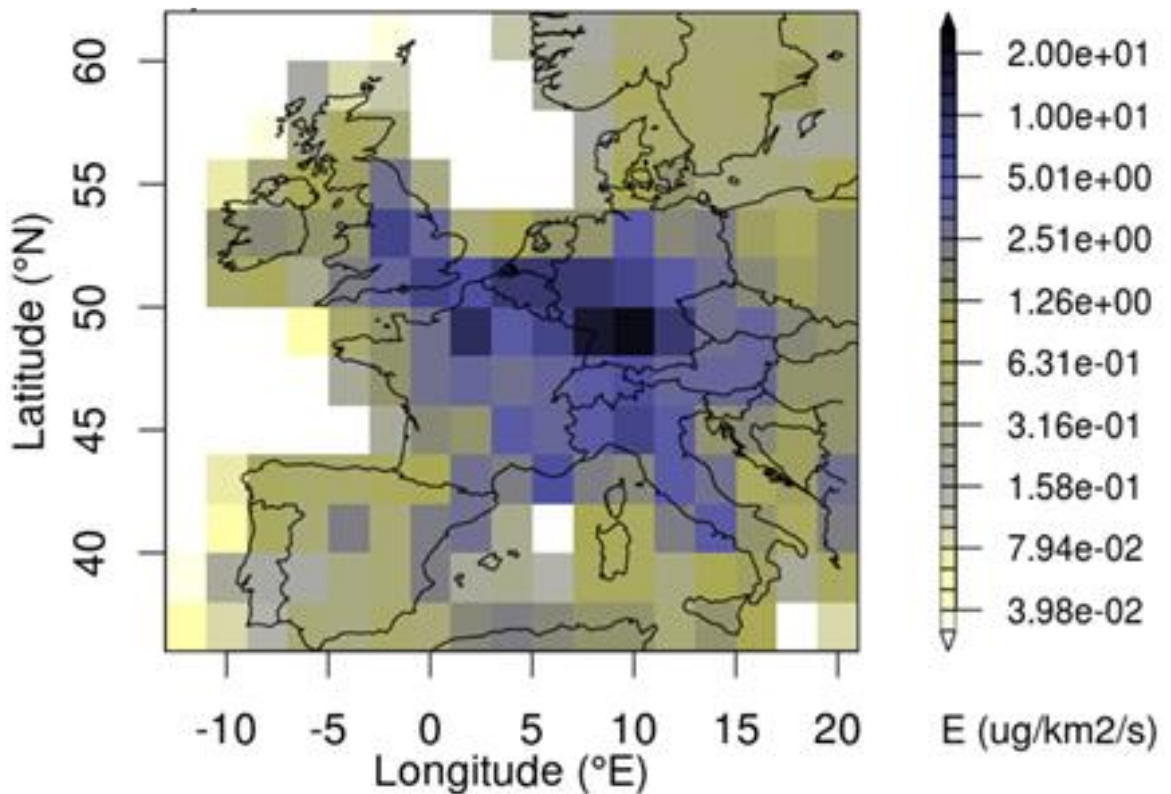 60
55
50
45
40
Latitude (°N)
-10 -5 0 5 10 15 20
Longitude (°E)
2.00e+01
1.00e+01
5.01e+00
2.51e+00
1.26e+00
6.31e-01
3.16e-01
1.58e-01
7.94e-02
3.98e-02
E (ug/km2/s)